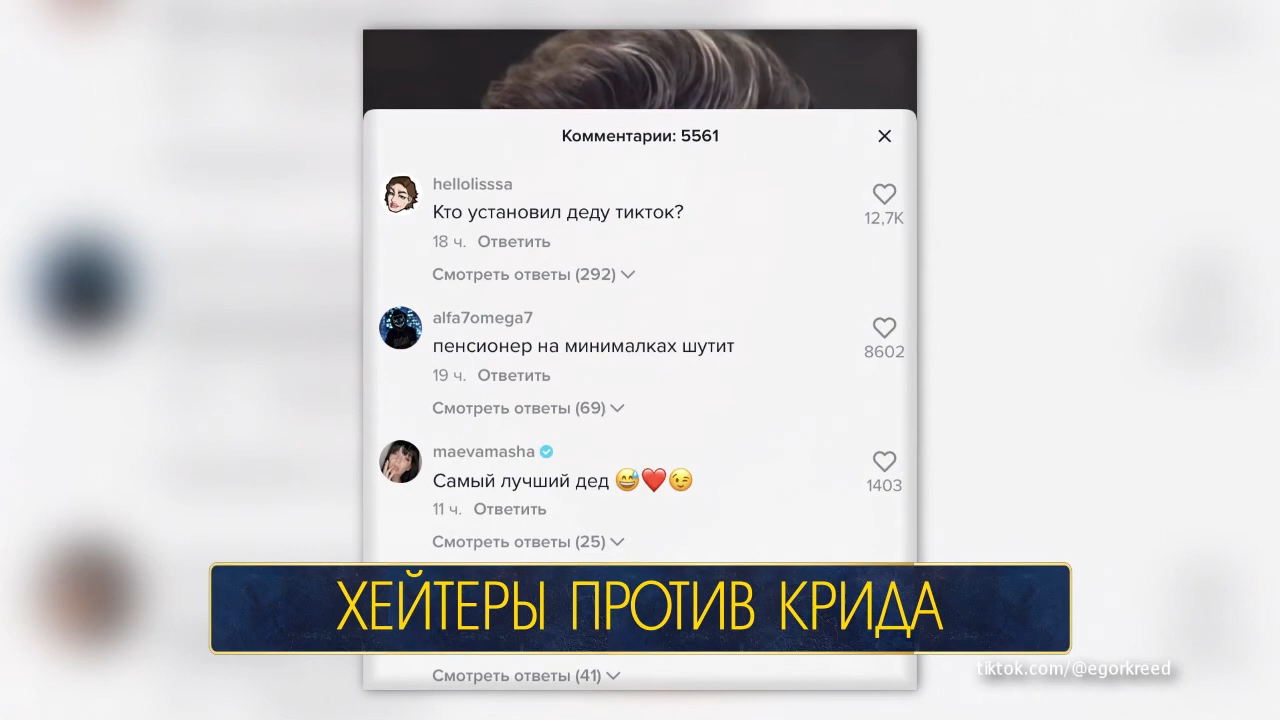 Комментарии: 5561
hellolisssa
Кто установил деду тикток?
12,7K
18 ч. Ответить
Смотреть ответы (292)
alfa7omega7
пенсионер на минималках шутит
8602
19 ч. Ответить
Смотреть ответы (69)
maevamasha
Самый лучший дед 😅❤️😉
1403
11 ч. Ответить
Смотреть ответы (25)
ХЕЙТЕРЫ ПРОТИВ КРИДА
Смотреть ответы (41)
tiktok.com/@egorkreed